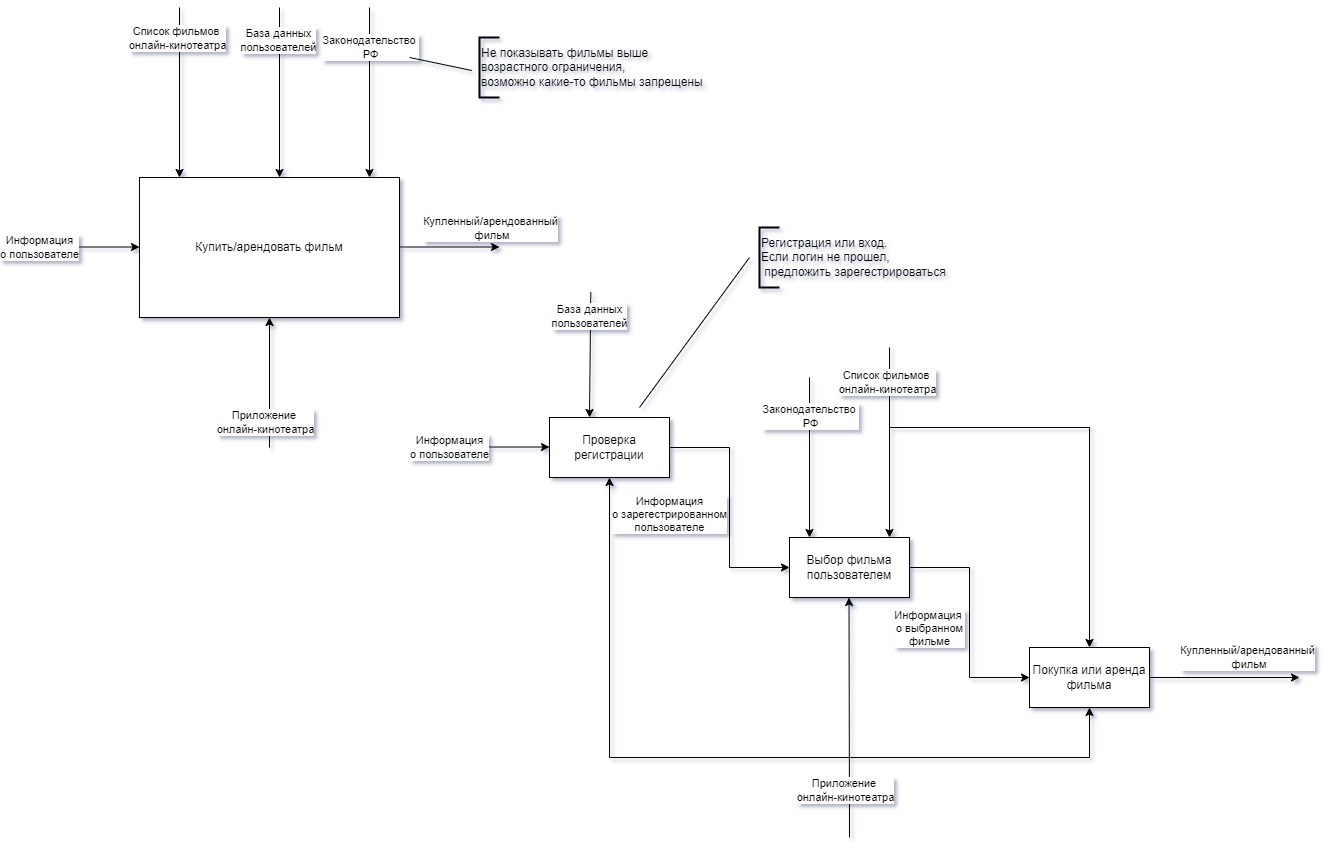 Список фильмов
онлайн-кинотеатра
База данных
пользователей
Законодательство
РФ
Не показывать фильмы выше
возрастного ограничения,
возможно какие-то фильмы запрещены
Информация
о пользователе
Купить/арендовать фильм
Купленный/арендованный
фильм
Приложение
онлайн-кинотеатра
Регистрация или вход.
Если логин не прошел,
предложить зарегестрироваться
База данных
пользователей
Информация
о пользователе
Проверка
регистрации
Информация
о зарегестрированном
пользователе
Законодательство
РФ
Список фильмов
онлайн-кинотеатра
Выбор фильма
пользователем
Информация
о выбранном
фильме
Покупка или аренда
фильма
Купленный/арендованный
фильм
Приложение
онлайн-кинотеатра